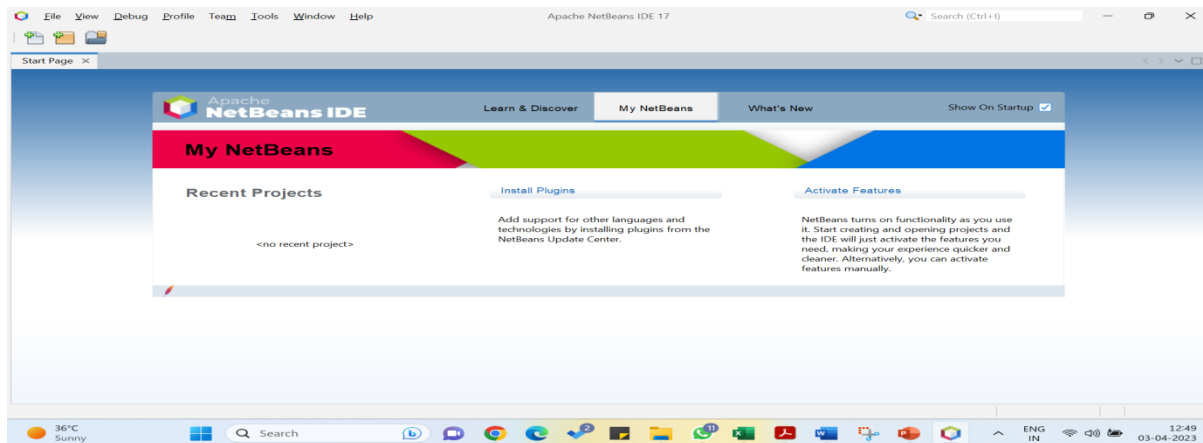 File View Debug Profile Team Tools Window Help Apache NetBeans IDE 17 Search (Ctrl+I)
Start Page
Apache
NetBeans IDE
Learn & Discover My NetBeans What's New Show On Startup
My NetBeans
Recent Projects
<no recent project>
Install Plugins
Add support for other languages and
technologies by installing plugins from the
NetBeans Update Center.
Activate Features
NetBeans turns on functionality as you use
it. Start creating and opening projects and
the IDE will just activate the features you
need, making your experience quicker and
cleaner. Alternatively, you can activate
features manually.
36°C
Sunny
Search
2
11
ENG
IN
12:49
03-04-2023